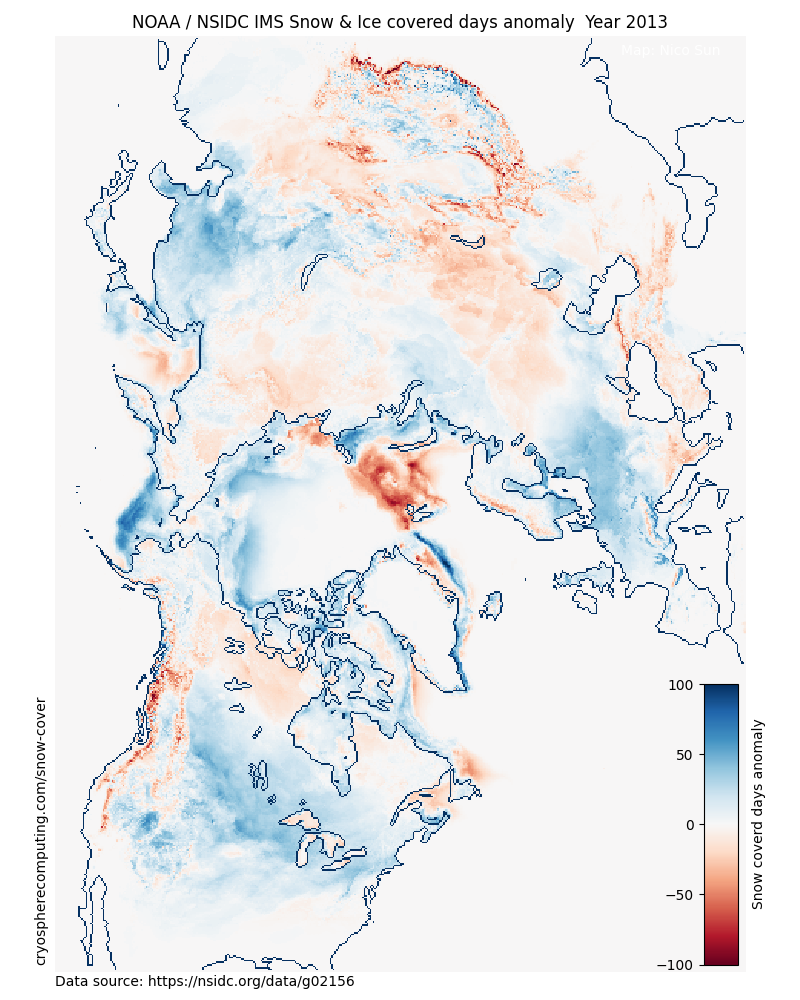 NOAA / NSIDC IMS Snow & Ice covered days anomaly  Year 2013
Map: Nico Sun
cryospherecomputing.com/snow-cover
100
50
0
−50
−100
Snow coverd days anomaly
Data source: https://nsidc.org/data/g02156